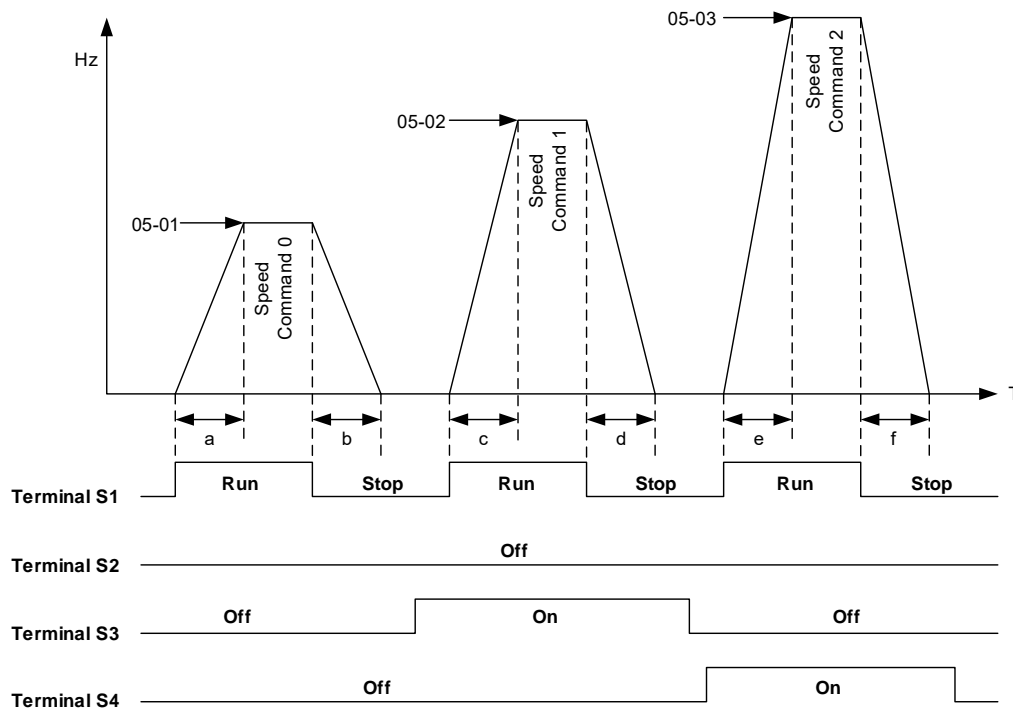 Hz
05-03
05-02
05-01
Speed
Command 0
Speed
Command 1
Speed
Command 2
a
b
c
d
e
f
Terminal S1 Run Stop Run Stop Run Stop
Terminal S2 Off
Terminal S3 Off On Off
Terminal S4 Off On